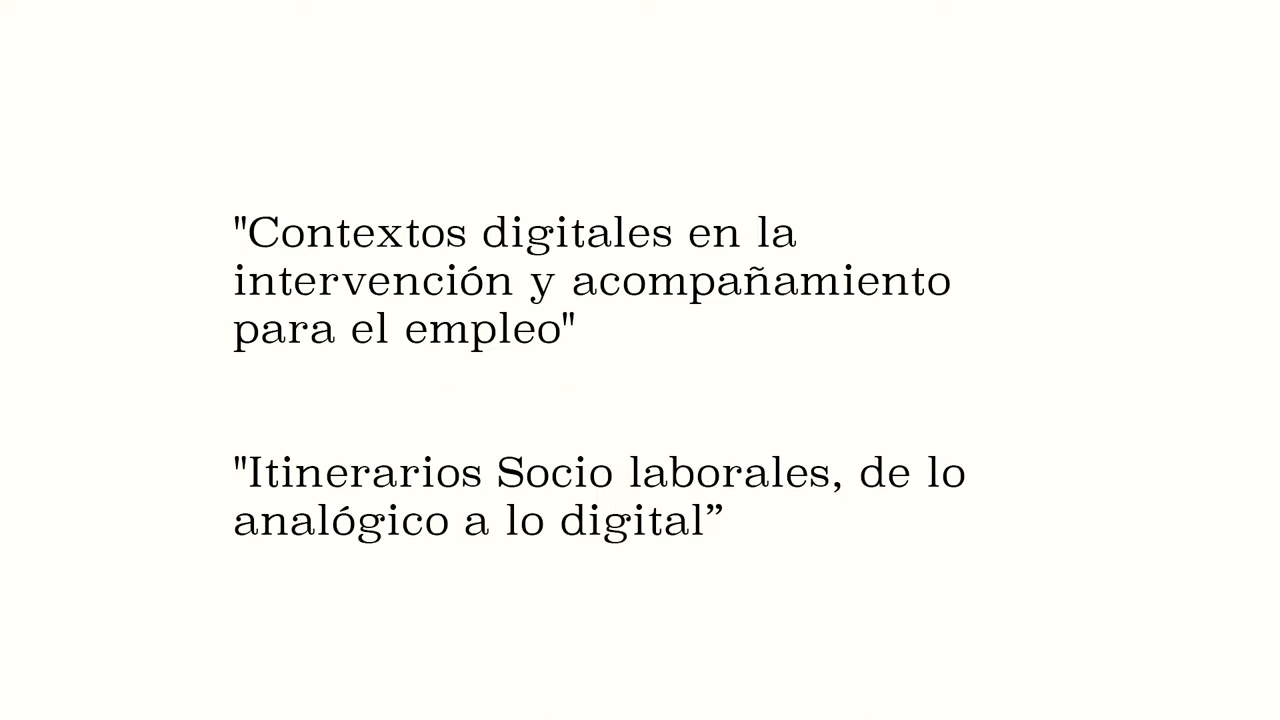 "Contextos digitales en la
intervención y acompañamiento
para el empleo"
"Itinerarios Socio laborales, de lo
analógico a lo digital”